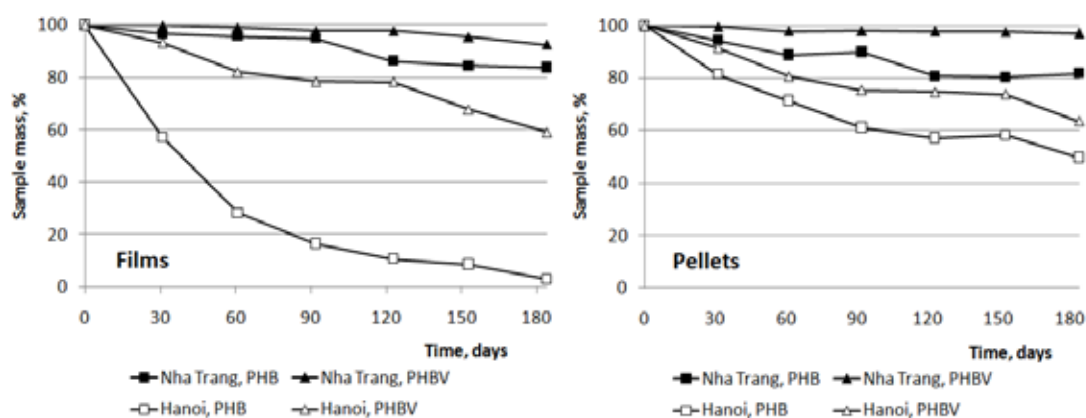 100
80
60
40
20
0
Sample mass, %
Films
0 30 60 90 120 150 180
Time, days
Nha Trang, PHB Nha Trang, PHBV
Hanoi, PHB Hanoi, PHBV
100
80
60
40
20
0
Sample mass, %
Pellets
0 30 60 90 120 150 180
Time, days
Nha Trang, PHB Nha Trang, PHBV
Hanoi, PHB Hanoi, PHBV